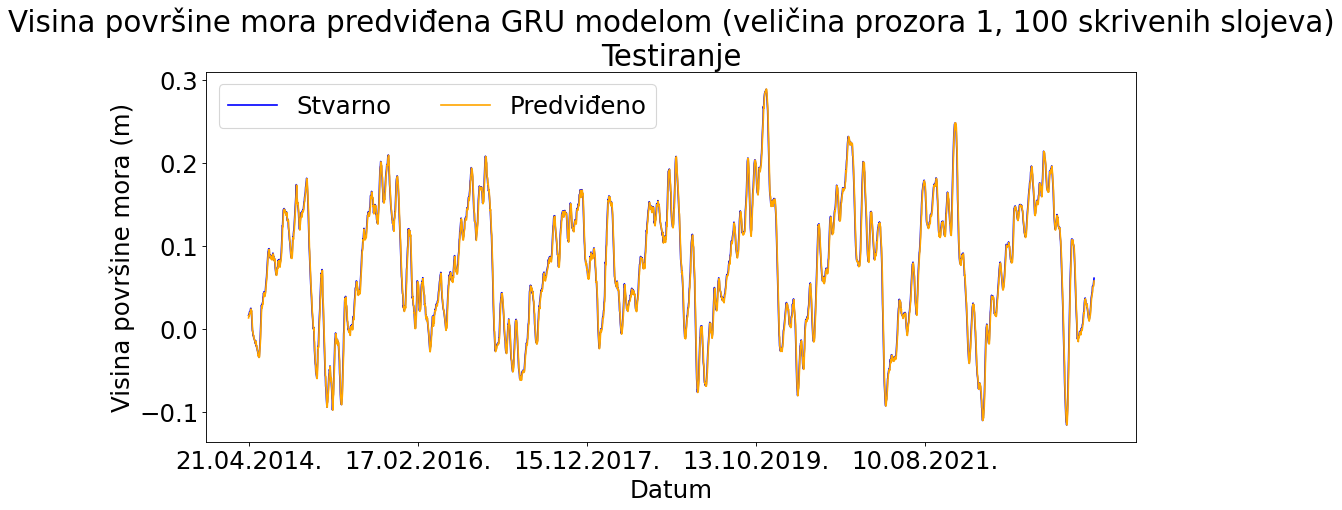 Visina površine mora predviđena GRU modelom (veličina prozora 1, 100 skrivenih slojeva)
Testiranje
Stvarno Predviđeno
Visina površine mora (m)
0.3
0.2
0.1
0.0
−0.1
21.04.2014. 17.02.2016. 15.12.2017. 13.10.2019. 10.08.2021.
Datum